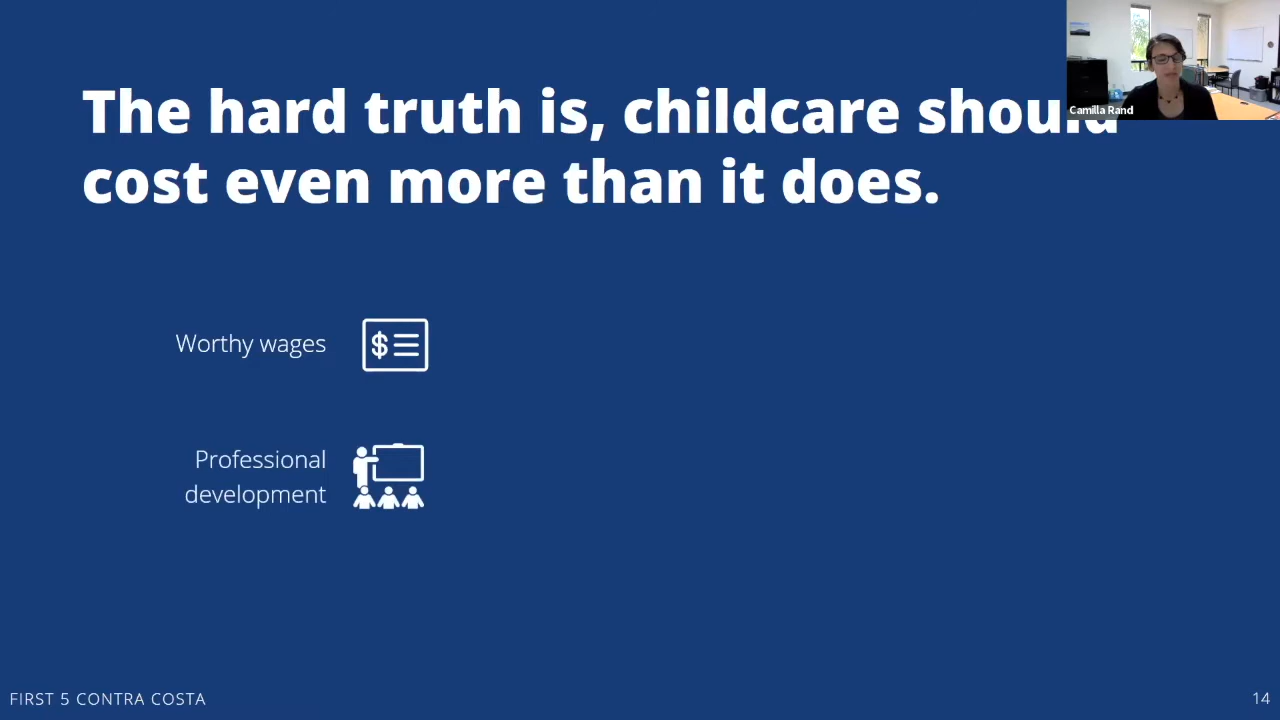 The hard truth is, childcare should
cost even more than it does.
Camilla Rand
Worthy wages
$
Professional
development
FIRST 5 CONTRA COSTA
14